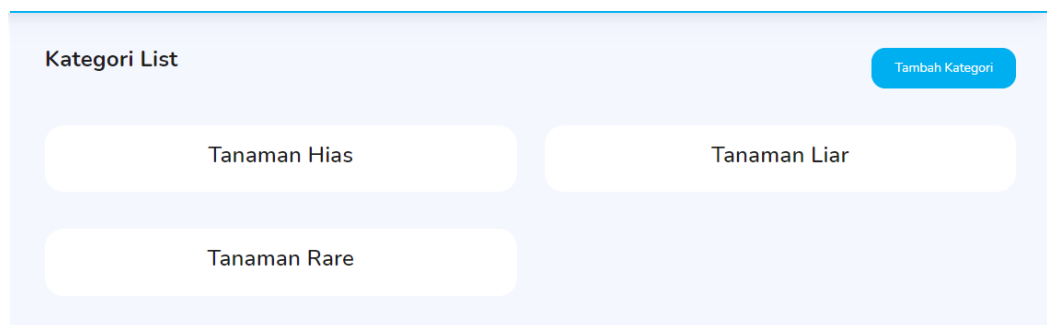 Kategori List
Tambah Kategori
Tanaman Hias
Tanaman Liar
Tanaman Rare